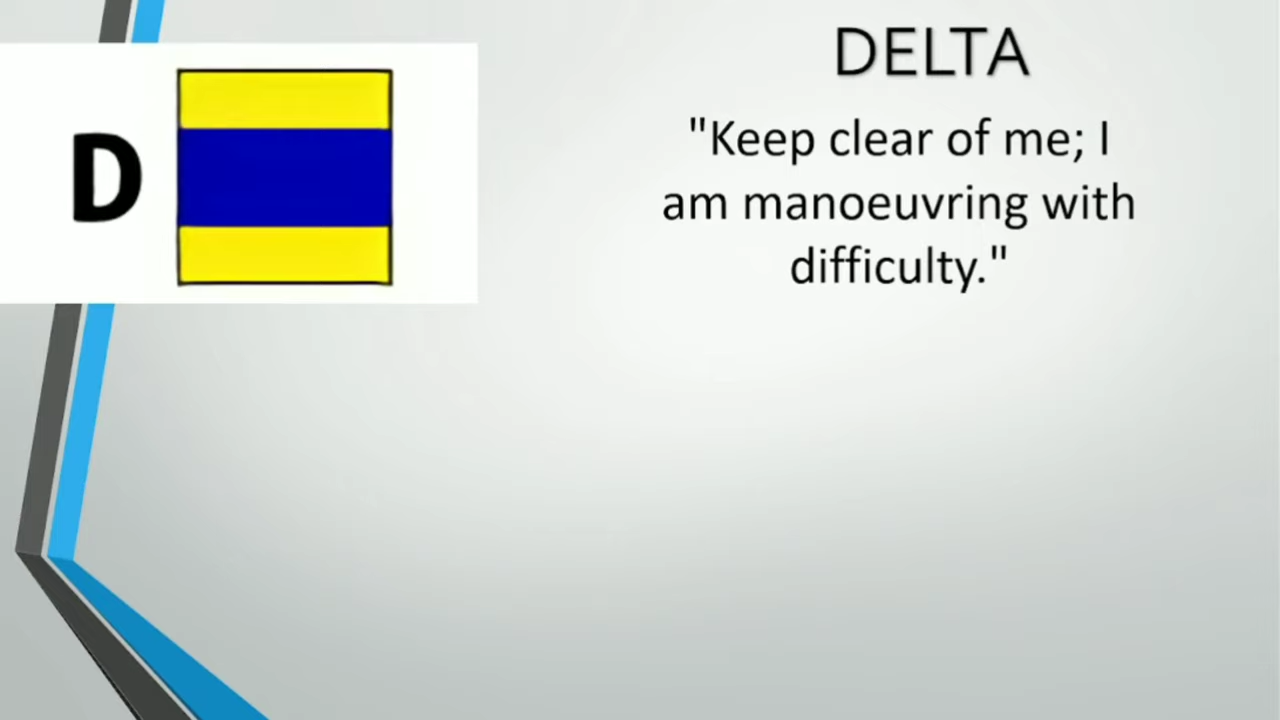 D
DELTA
"Keep clear of me; I
am manoeuvring with
difficulty."